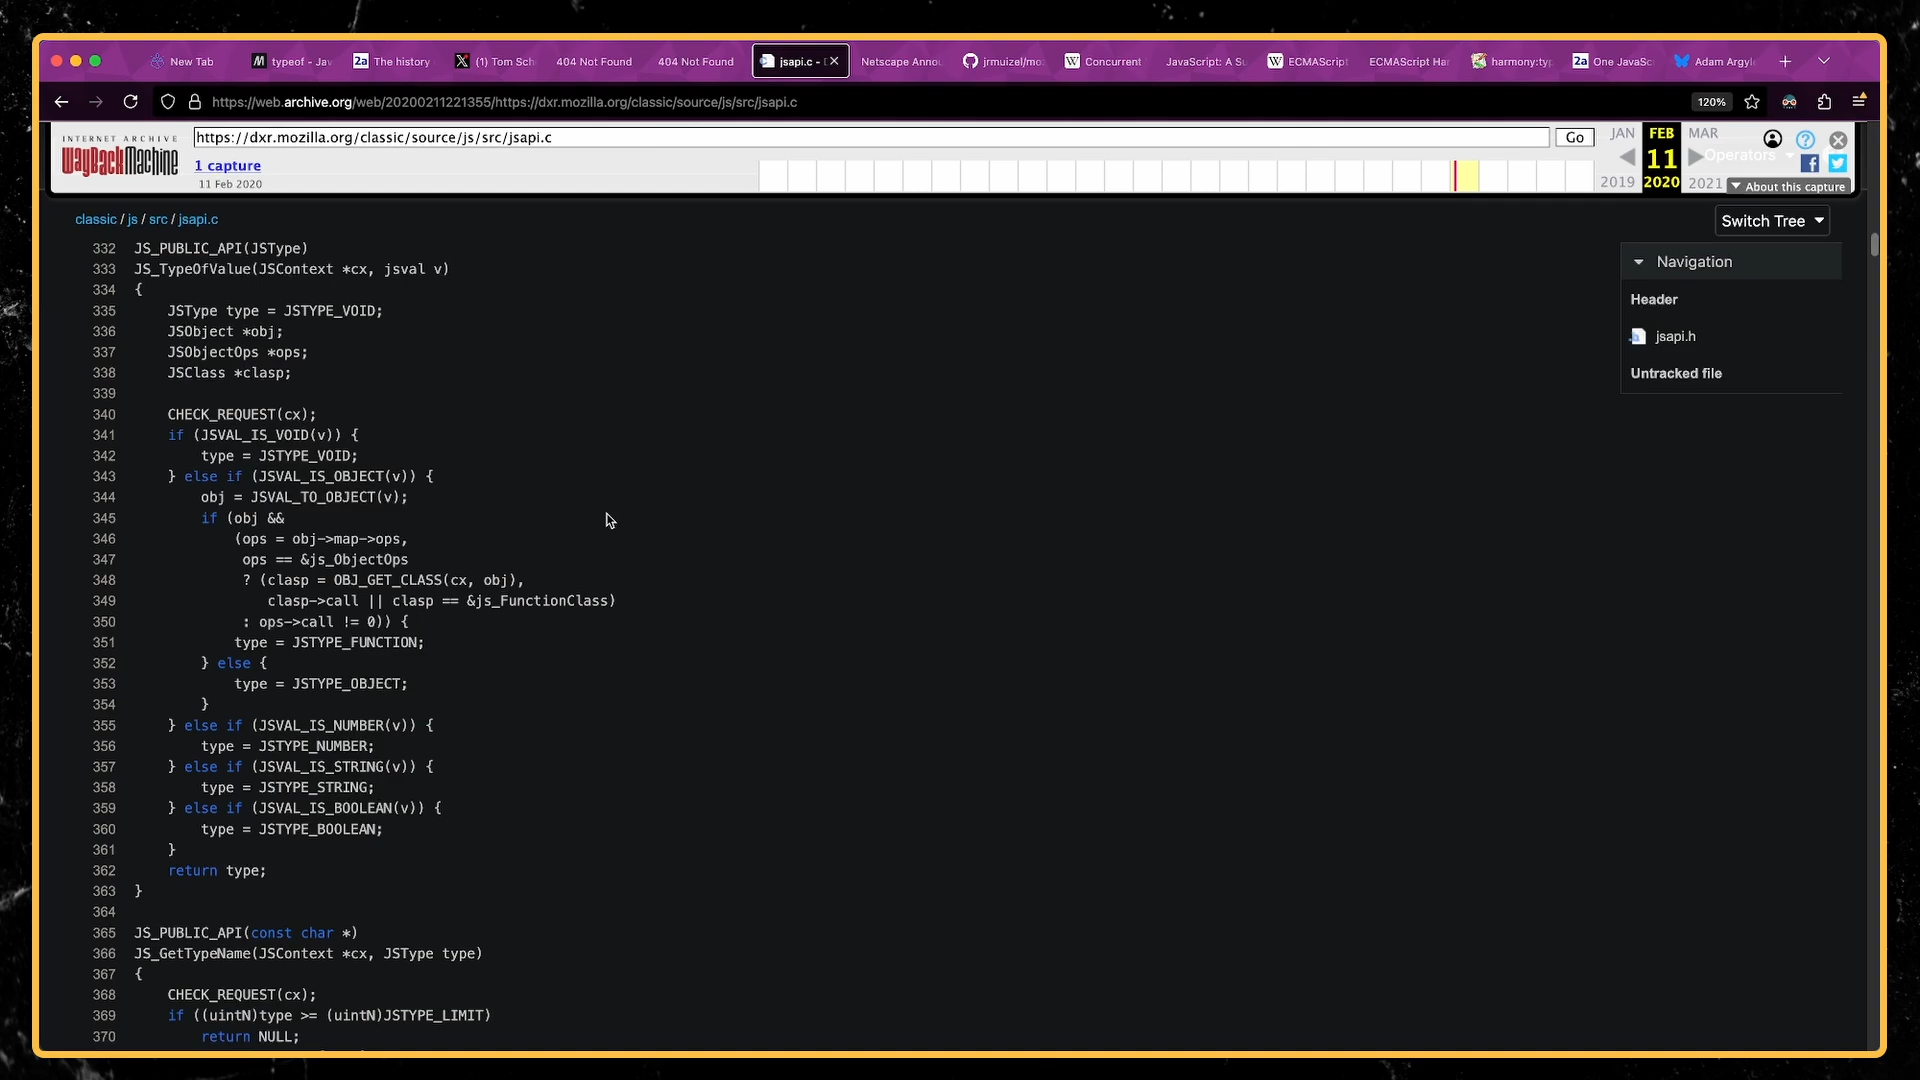 New Tab
typeof - Jav
The history
(1) Tom Sch
404 Not Found
404 Not Found
jsapi.c -
Netscape Annou
jrmuizel/mo
Concurrent
JavaScript: A Su
ECMAScript
ECMAScript Har
harmony:typ
One JavaSc
Adam Argyle
https://web.archive.org/web/20200211221355/https://dxr.mozilla.org/classic/source/js/src/jsapi.c
120%
INTERNET ARCHIVE
WayBackMachine
https://dxr.mozilla.org/classic/source/js/src/jsapi.c
Go
JAN
FEB
MAR
1 capture
11
Operators
11 Feb 2020
2019
2020
2021
About this capture
classic / js / src / jsapi.c
Switch Tree
Navigation
Header
jsapi.h
Untracked file
332 JS_PUBLIC_API(JSType)
333 JS_TypeOfValue(JSContext *cx, jsval v)
334 {
335     JSType type = JSTYPE_VOID;
336     JSObject *obj;
337     JSObjectOps *ops;
338     JSClass *clasp;
339
340     CHECK_REQUEST(cx);
341     if (JSVAL_IS_VOID(v)) {
342         type = JSTYPE_VOID;
343     } else if (JSVAL_IS_OBJECT(v)) {
344         obj = JSVAL_TO_OBJECT(v);
345         if (obj &&
346             (ops = obj->map->ops,
347              ops == &js_ObjectOps
348              ? (clasp = OBJ_GET_CLASS(cx, obj),
349                 clasp->call || clasp == &js_FunctionClass)
350              : ops->call != 0)) {
351             type = JSTYPE_FUNCTION;
352         } else {
353             type = JSTYPE_OBJECT;
354         }
355     } else if (JSVAL_IS_NUMBER(v)) {
356         type = JSTYPE_NUMBER;
357     } else if (JSVAL_IS_STRING(v)) {
358         type = JSTYPE_STRING;
359     } else if (JSVAL_IS_BOOLEAN(v)) {
360         type = JSTYPE_BOOLEAN;
361     }
362     return type;
363 }
364
365 JS_PUBLIC_API(const char *)
366 JS_GetTypeName(JSContext *cx, JSType type)
367 {
368     CHECK_REQUEST(cx);
369     if ((uintN)type >= (uintN)JSTYPE_LIMIT)
370         return NULL;